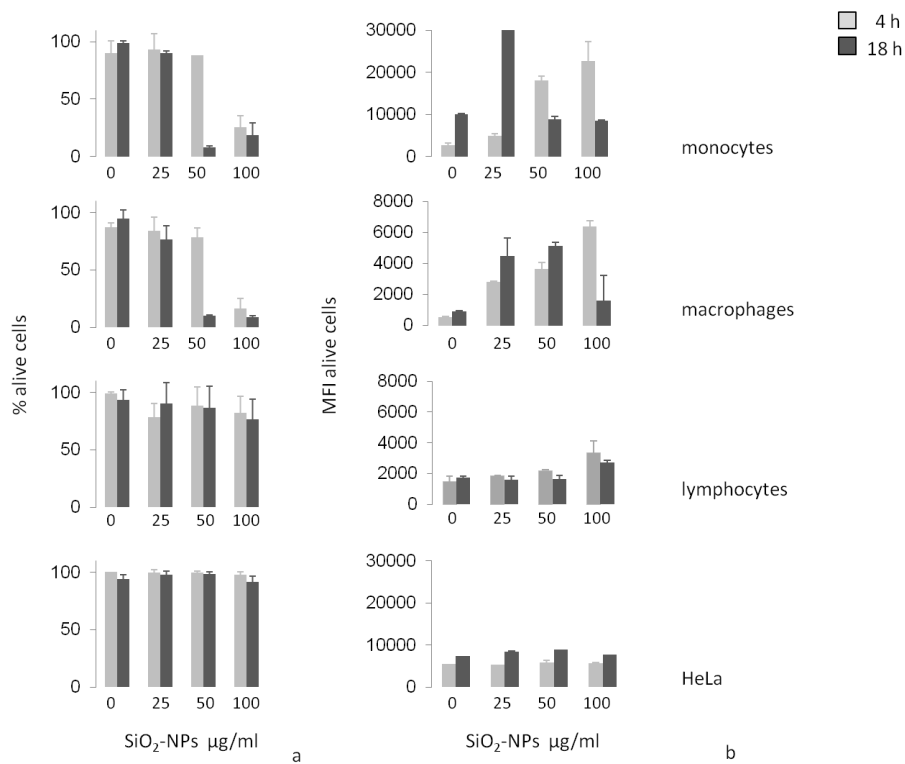 4 h
18 h
% alive cells
MFI alive cells
100
50
0
0 25 50 100
30000
20000
10000
0
0 25 50 100
monocytes
100
50
0
0 25 50 100
8000
6000
4000
2000
0
0 25 50 100
macrophages
100
50
0
0 25 50 100
8000
6000
4000
2000
0
0 25 50 100
lymphocytes
100
50
0
0 25 50 100
30000
20000
10000
0
0 25 50 100
HeLa
SiO₂-NPs µg/ml
a
SiO₂-NPs µg/ml
b